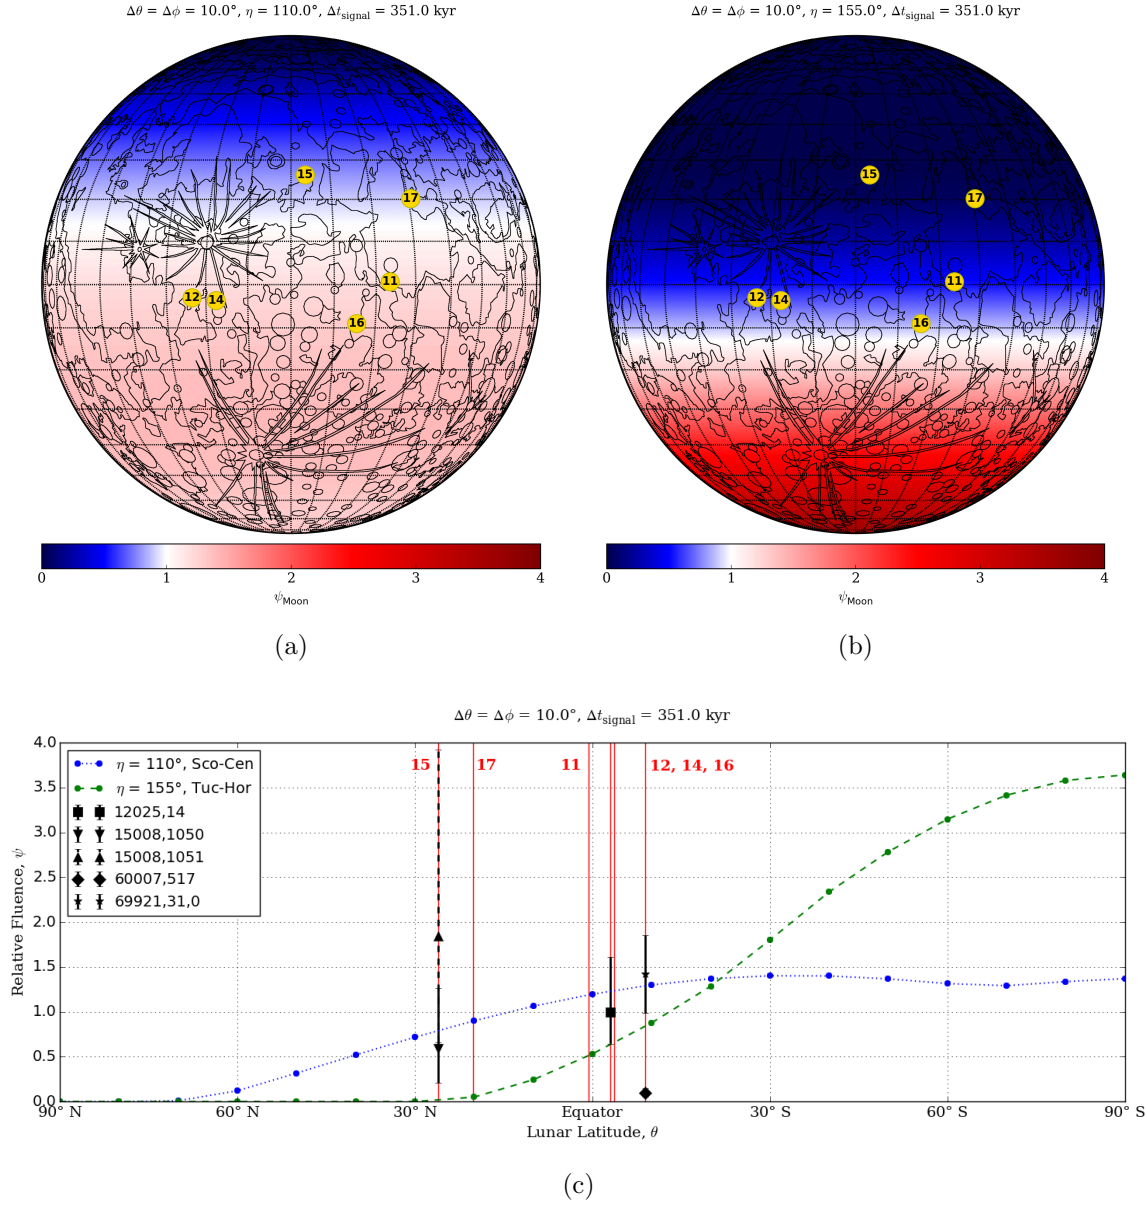 Δθ = Δϕ = 10.0°, η = 110.0°, Δt_signal = 351.0 kyr
15
17
11
12
14
16
0 1 2 3 4
ψ_Moon
(a)
Δθ = Δϕ = 10.0°, η = 155.0°, Δt_signal = 351.0 kyr
15
17
11
12
14
16
0 1 2 3 4
ψ_Moon
(b)
Δθ = Δϕ = 10.0°, Δt_signal = 351.0 kyr
η = 110°, Sco-Cen
η = 155°, Tuc-Hor
12025,14
15008,1050
15008,1051
60007,517
69921,31,0
15
17
11
12, 14, 16
4.0
3.5
3.0
2.5
2.0
1.5
1.0
0.5
0.0
Relative Fluence, ψ
90° N 60° N 30° N Equator 30° S 60° S 90° S
Lunar Latitude, θ
(c)